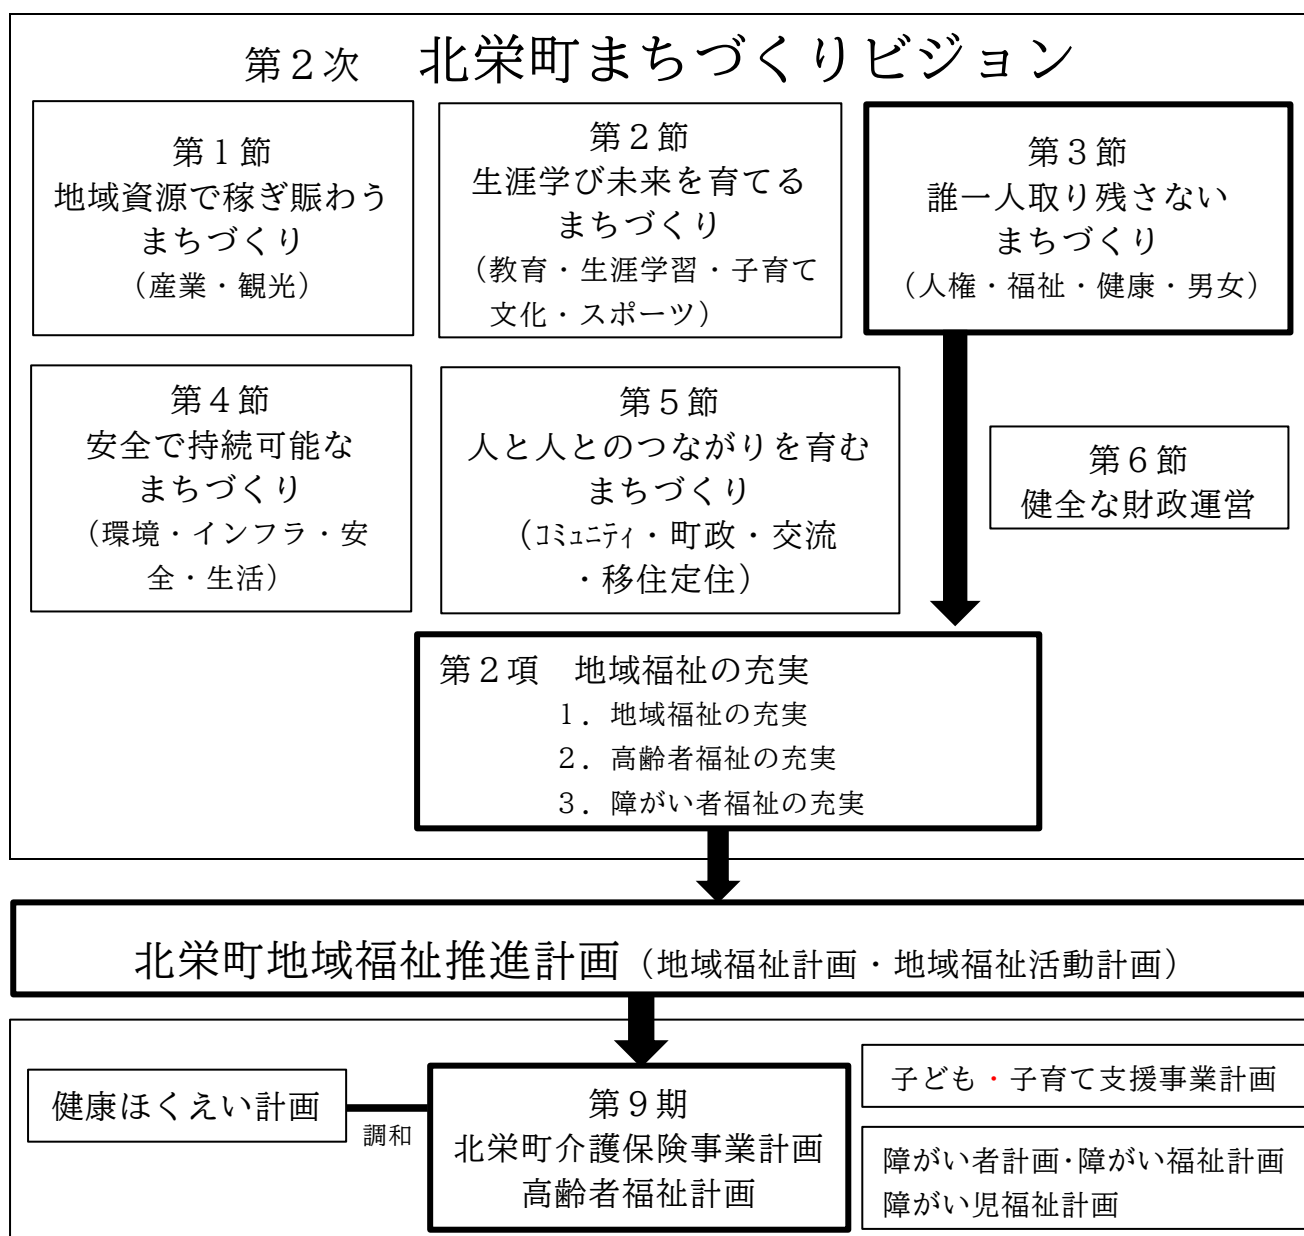 第２次　北栄町まちづくりビジョン
第１節
地域資源で稼ぎ賑わう
まちづくり
（産業・観光）
第２節
生涯学び未来を育てる
まちづくり
（教育・生涯学習・子育て
文化・スポーツ）
第３節
誰一人取り残さない
まちづくり
（人権・福祉・健康・男女）
第４節
安全で持続可能な
まちづくり
（環境・インフラ・安
全・生活）
第５節
人と人とのつながりを育む
まちづくり
（ｺﾐｭﾆﾃｨ・町政・交流
・移住定住）
第６節
健全な財政運営
第２項　地域福祉の充実
１．地域福祉の充実
２．高齢者福祉の充実
３．障がい者福祉の充実
北栄町地域福祉推進計画（地域福祉計画・地域福祉活動計画）
健康ほくえい計画
調和
第９期
北栄町介護保険事業計画
高齢者福祉計画
子ども・子育て支援事業計画
障がい者計画･障がい福祉計画
障がい児福祉計画